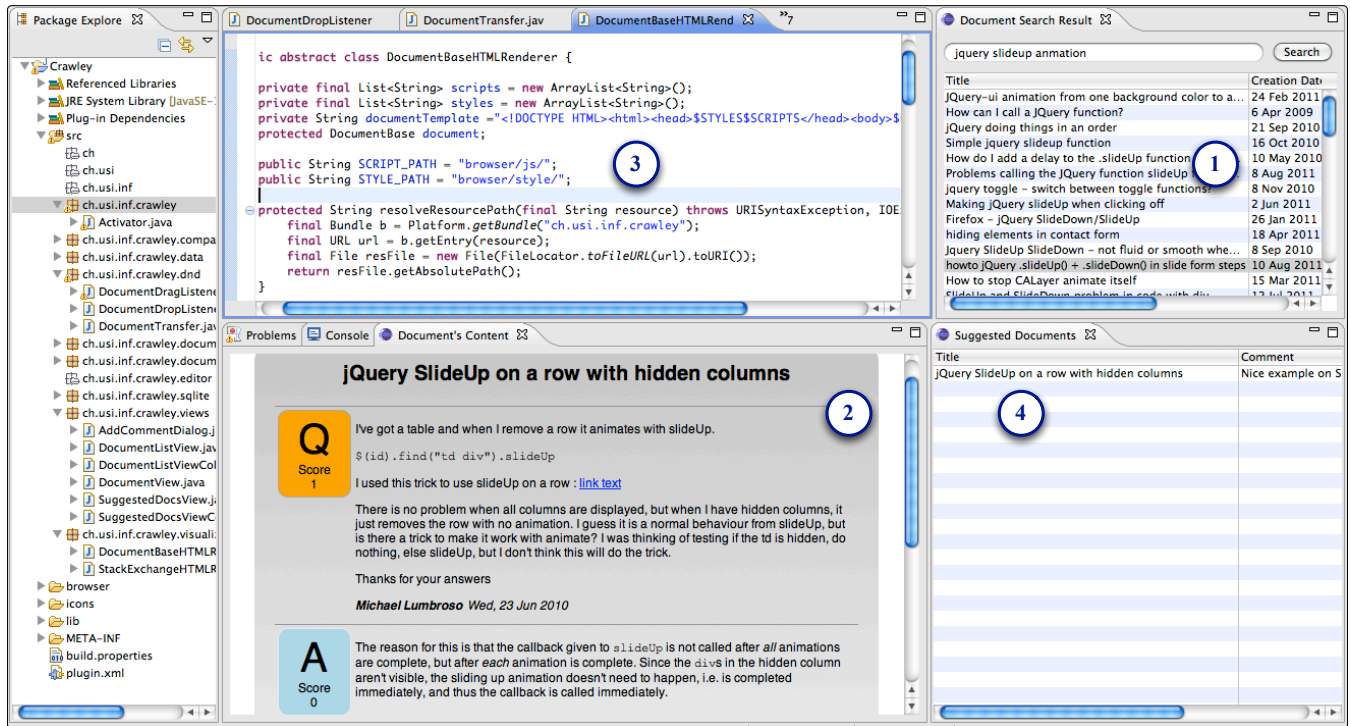 Package Explore
Crawley
Referenced Libraries
JRE System Library [JavaSE-
Plug-in Dependencies
src
ch
ch.usi
ch.usi.inf
ch.usi.inf.crawley
Activator.java
ch.usi.inf.crawley.compa
ch.usi.inf.crawley.data
ch.usi.inf.crawley.dnd
DocumentDragListene
DocumentDropListene
DocumentTransfer.jav
ch.usi.inf.crawley.docum
ch.usi.inf.crawley.docum
ch.usi.inf.crawley.editor
ch.usi.inf.crawley.sqlite
ch.usi.inf.crawley.views
AddCommentDialog.j
DocumentListView.jav
DocumentListViewCol
DocumentView.java
SuggestedDocsView.j
SuggestedDocsViewC
ch.usi.inf.crawley.visuali
DocumentBaseHTMLR
StackExchangeHTMLR
browser
icons
lib
META-INF
build.properties
plugin.xml
DocumentDropListener
DocumentTransfer.jav
DocumentBaseHTMLRend
»7
ic abstract class DocumentBaseHTMLRenderer {
private final List<String> scripts = new ArrayList<String>();
private final List<String> styles = new ArrayList<String>();
private String documentTemplate ="<!DOCTYPE HTML><html><head>$STYLES$SCRIPTS</head><body>$
protected DocumentBase document;
public String SCRIPT_PATH = "browser/js/";
public String STYLE_PATH = "browser/style/";
protected String resolveResourcePath(final String resource) throws URISyntaxException, IOE
final Bundle b = Platform.getBundle("ch.usi.inf.crawley");
final URL url = b.getEntry(resource);
final File resFile = new File(FileLocator.toFileURL(url).toURI());
return resFile.getAbsolutePath();
}
3
Document Search Result
jquery slideup anmation
Search
Title Creation Date
JQuery-ui animation from one background color to a... 24 Feb 2011
How can I call a JQuery function? 6 Apr 2009
jQuery doing things in an order 21 Sep 2010
Simple jquery slideup function 16 Oct 2010
How do I add a delay to the .slideUp function 10 May 2010
Problems calling the JQuery function slideUp 8 Aug 2011
jquery toggle - switch between toggle functions? 8 Nov 2010
Making jQuery slideUp when clicking off 2 Jun 2011
Firefox - jQuery SlideDown/SlideUp 26 Jan 2011
hiding elements in contact form 18 Apr 2011
Jquery SlideUp SlideDown - not fluid or smooth whe... 8 Sep 2010
howto jQuery .slideUp() + .slideDown() in slide form steps 10 Aug 2011
How to stop CALayer animate itself 15 Mar 2011
SlideUp and SlideDown problem in code with div 12 Jul 2011
1
Problems
Console
Document's Content
jQuery SlideUp on a row with hidden columns
2
Q
Score
1
I've got a table and when I remove a row it animates with slideUp.
$(id).find("td div").slideUp
I used this trick to use slideUp on a row : link text
There is no problem when all columns are displayed, but when I have hidden columns, it
just removes the row with no animation. I guess it is a normal behaviour from slideUp, but
is there a trick to make it work with animate? I was thinking of testing if the td is hidden, do
nothing, else slideUp, but I don't think this will do the trick.
Thanks for your answers
Michael Lumbroso Wed, 23 Jun 2010
A
Score
0
The reason for this is that the callback given to slideUp is not called after all animations
are complete, but after each animation is complete. Since the divs in the hidden column
aren't visible, the sliding up animation doesn't need to happen, i.e. is completed
immediately, and thus the callback is called immediately.
Suggested Documents
Title Comment
jQuery SlideUp on a row with hidden columns Nice example on S
4